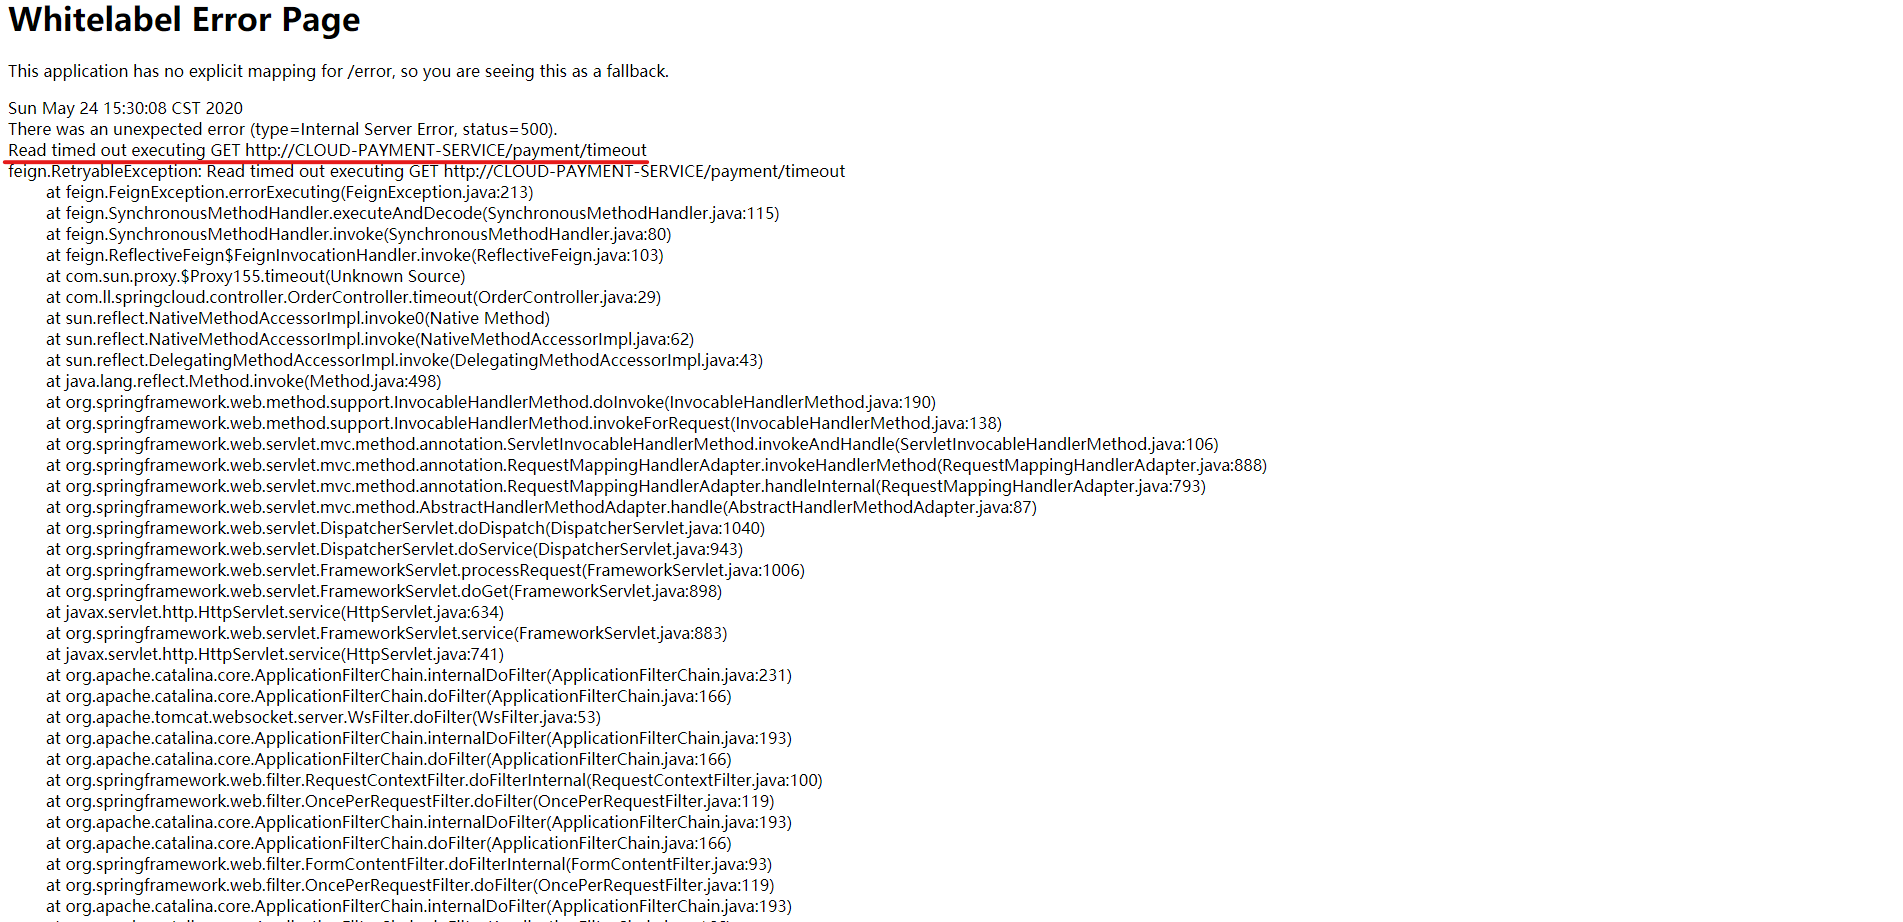 Whitelabel Error Page
This application has no explicit mapping for /error, so you are seeing this as a fallback.
Sun May 24 15:30:08 CST 2020
There was an unexpected error (type=Internal Server Error, status=500).
Read timed out executing GET http://CLOUD-PAYMENT-SERVICE/payment/timeout
feign.RetryableException: Read timed out executing GET http://CLOUD-PAYMENT-SERVICE/payment/timeout
at feign.FeignException.errorExecuting(FeignException.java:213)
at feign.SynchronousMethodHandler.executeAndDecode(SynchronousMethodHandler.java:115)
at feign.SynchronousMethodHandler.invoke(SynchronousMethodHandler.java:80)
at feign.ReflectiveFeign$FeignInvocationHandler.invoke(ReflectiveFeign.java:103)
at com.sun.proxy.$Proxy155.timeout(Unknown Source)
at com.ll.springcloud.controller.OrderController.timeout(OrderController.java:29)
at sun.reflect.NativeMethodAccessorImpl.invoke0(Native Method)
at sun.reflect.NativeMethodAccessorImpl.invoke(NativeMethodAccessorImpl.java:62)
at sun.reflect.DelegatingMethodAccessorImpl.invoke(DelegatingMethodAccessorImpl.java:43)
at java.lang.reflect.Method.invoke(Method.java:498)
at org.springframework.web.method.support.InvocableHandlerMethod.doInvoke(InvocableHandlerMethod.java:190)
at org.springframework.web.method.support.InvocableHandlerMethod.invokeForRequest(InvocableHandlerMethod.java:138)
at org.springframework.web.servlet.mvc.method.annotation.ServletInvocableHandlerMethod.invokeAndHandle(ServletInvocableHandlerMethod.java:106)
at org.springframework.web.servlet.mvc.method.annotation.RequestMappingHandlerAdapter.invokeHandlerMethod(RequestMappingHandlerAdapter.java:888)
at org.springframework.web.servlet.mvc.method.annotation.RequestMappingHandlerAdapter.handleInternal(RequestMappingHandlerAdapter.java:793)
at org.springframework.web.servlet.mvc.method.AbstractHandlerMethodAdapter.handle(AbstractHandlerMethodAdapter.java:87)
at org.springframework.web.servlet.DispatcherServlet.doDispatch(DispatcherServlet.java:1040)
at org.springframework.web.servlet.DispatcherServlet.doService(DispatcherServlet.java:943)
at org.springframework.web.servlet.FrameworkServlet.processRequest(FrameworkServlet.java:1006)
at org.springframework.web.servlet.FrameworkServlet.doGet(FrameworkServlet.java:898)
at javax.servlet.http.HttpServlet.service(HttpServlet.java:634)
at org.springframework.web.servlet.FrameworkServlet.service(FrameworkServlet.java:883)
at javax.servlet.http.HttpServlet.service(HttpServlet.java:741)
at org.apache.catalina.core.ApplicationFilterChain.internalDoFilter(ApplicationFilterChain.java:231)
at org.apache.catalina.core.ApplicationFilterChain.doFilter(ApplicationFilterChain.java:166)
at org.apache.tomcat.websocket.server.WsFilter.doFilter(WsFilter.java:53)
at org.apache.catalina.core.ApplicationFilterChain.internalDoFilter(ApplicationFilterChain.java:193)
at org.apache.catalina.core.ApplicationFilterChain.doFilter(ApplicationFilterChain.java:166)
at org.springframework.web.filter.RequestContextFilter.doFilterInternal(RequestContextFilter.java:100)
at org.springframework.web.filter.OncePerRequestFilter.doFilter(OncePerRequestFilter.java:119)
at org.apache.catalina.core.ApplicationFilterChain.internalDoFilter(ApplicationFilterChain.java:193)
at org.apache.catalina.core.ApplicationFilterChain.doFilter(ApplicationFilterChain.java:166)
at org.springframework.web.filter.FormContentFilter.doFilterInternal(FormContentFilter.java:93)
at org.springframework.web.filter.OncePerRequestFilter.doFilter(OncePerRequestFilter.java:119)
at org.apache.catalina.core.ApplicationFilterChain.internalDoFilter(ApplicationFilterChain.java:193)